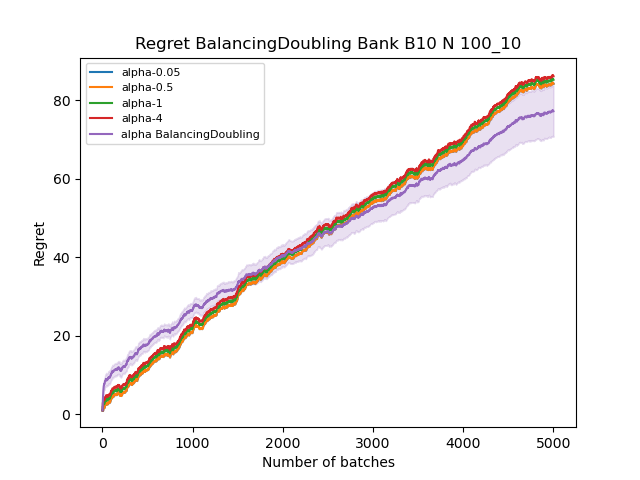 Regret BalancingDoubling Bank B10 N 100_10
alpha-0.05
alpha-0.5
alpha-1
alpha-4
alpha BalancingDoubling
Regret
80
60
40
20
0
0 1000 2000 3000 4000 5000
Number of batches